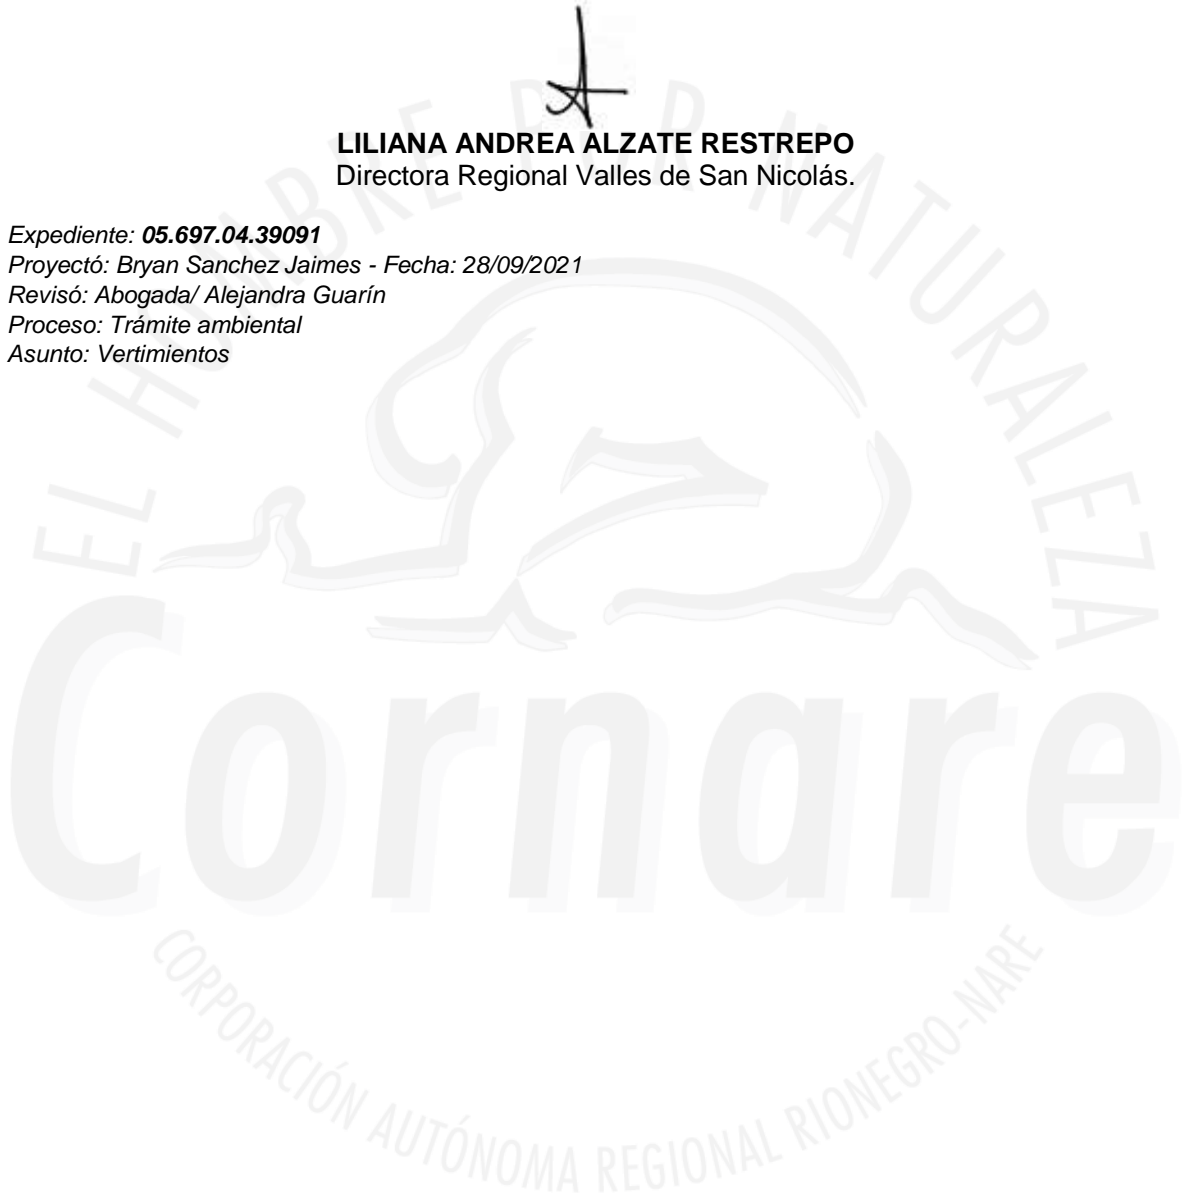 LILIANA ANDREA ALZATE RESTREPO
Directora Regional Valles de San Nicolás.
Expediente: 05.697.04.39091
Proyectó: Bryan Sanchez Jaimes - Fecha: 28/09/2021
Revisó: Abogada/ Alejandra Guarín
Proceso: Trámite ambiental
Asunto: Vertimientos
EL HOMBRE POR NATURALEZA
Cornare
CORPORACIÓN AUTÓNOMA REGIONAL RIONEGRO-NARE